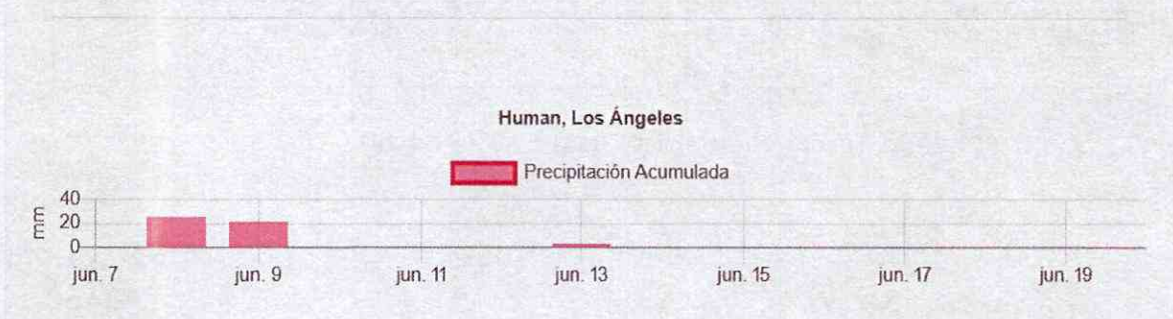 Human, Los Ángeles
Precipitación Acumulada
mm
40
20
0
jun. 7 jun. 9 jun. 11 jun. 13 jun. 15 jun. 17 jun. 19